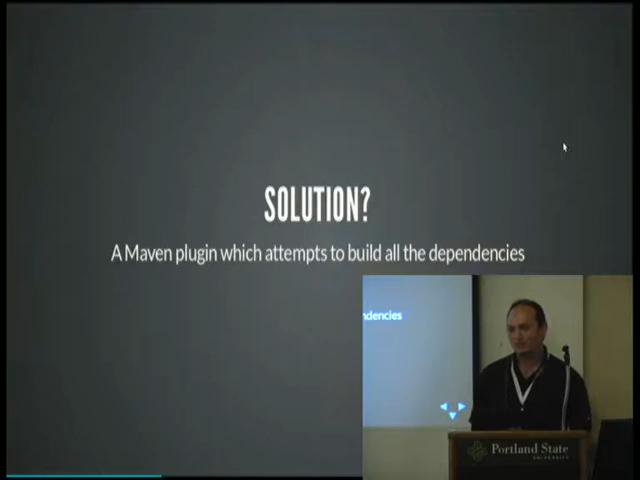 SOLUTION?
A Maven plugin which attempts to build all the dependencies
ndencies
Portland State
UNIVERSITY